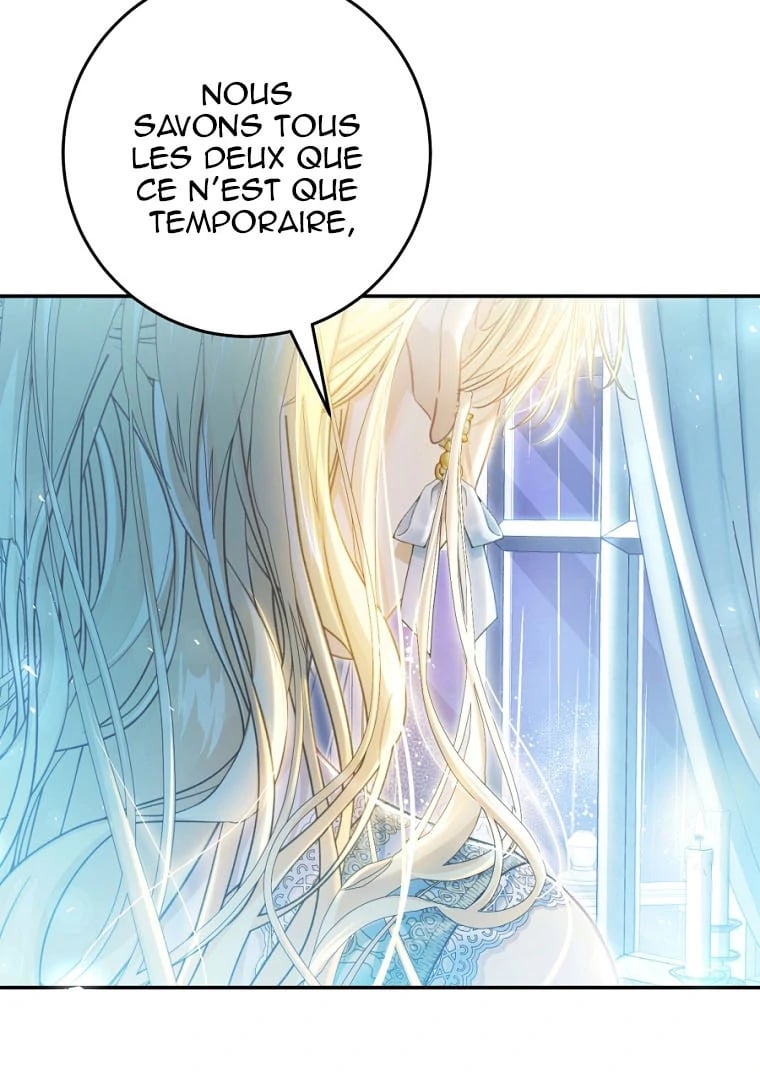 NOUS
SAVONS TOUS
LES DEUX QUE
CE N'EST QUE
TEMPORAIRE,